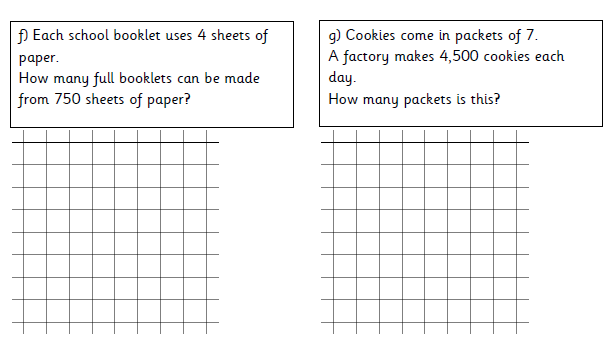 f) Each school booklet uses 4 sheets of
paper.
How many full booklets can be made
from 750 sheets of paper?
g) Cookies come in packets of 7.
A factory makes 4,500 cookies each
day.
How many packets is this?